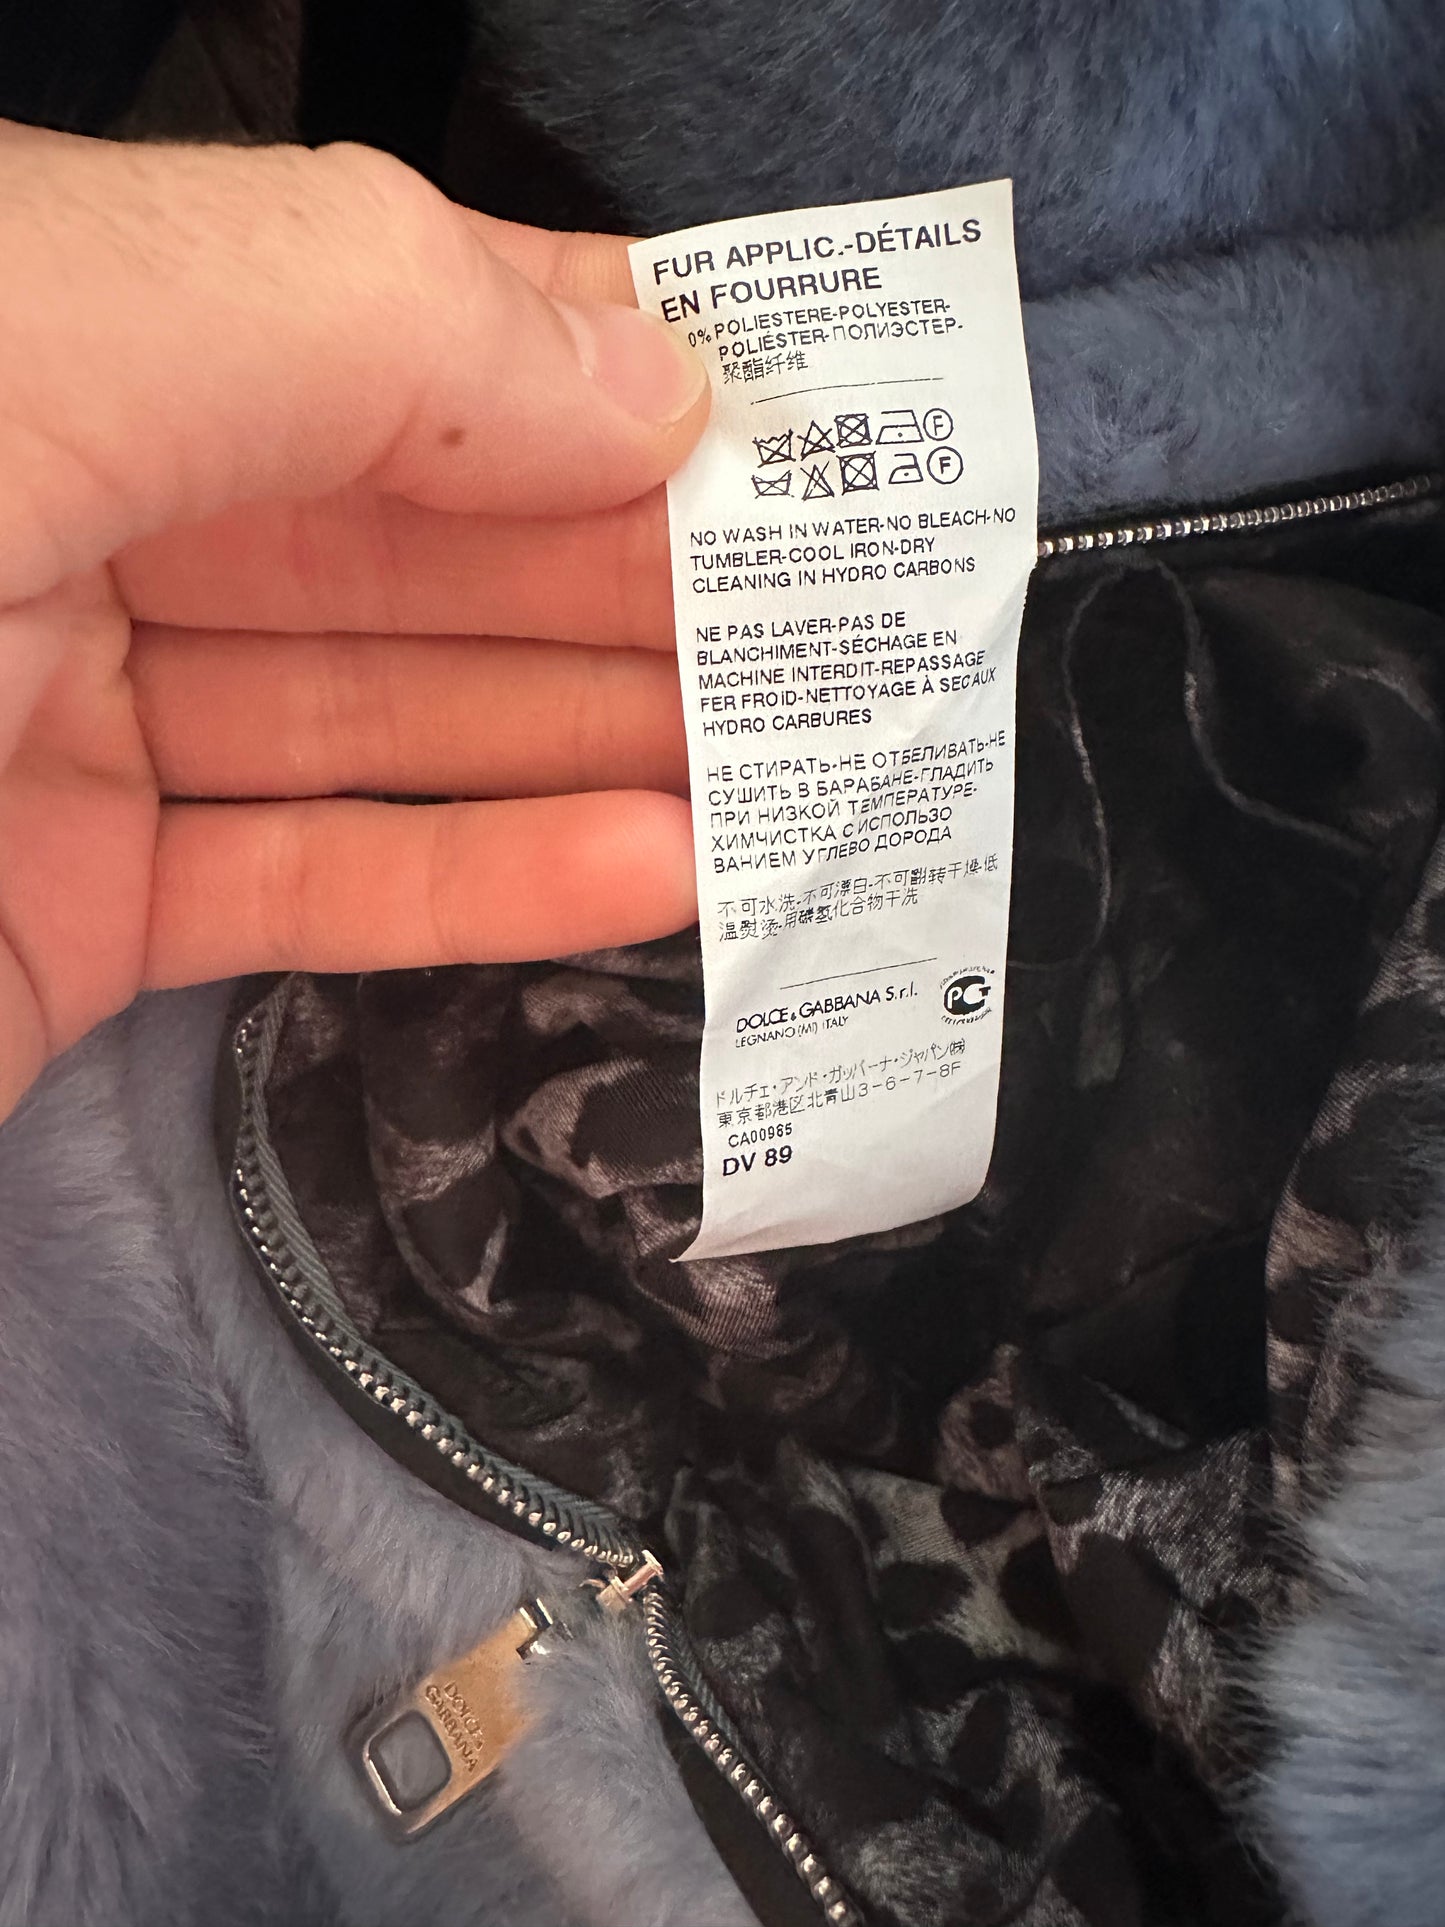 FUR APPLIC.-DÉTAILS
EN FOURRURE
0% POLIESTERE-POLYESTER-
POLIÉSTER-ПОЛИЭСТЕР-
聚酯纤维
F
F
NO WASH IN WATER-NO BLEACH-NO
TUMBLER-COOL IRON-DRY
CLEANING IN HYDRO CARBONS
NE PAS LAVER-PAS DE
BLANCHIMENT-SÉCHAGE EN
MACHINE INTERDIT-REPASSAGE
FER FROID-NETTOYAGE À SEC AUX
HYDRO CARBURES
НЕ СТИРАТЬ-НЕ ОТБЕЛИВАТЬ-НЕ
СУШИТЬ В БАРАБАНЕ-ГЛАДИТЬ
ПРИ НИЗКОЙ ТЕМПЕРАТУРЕ-
ХИМЧИСТКА С ИСПОЛЬЗО
ВАНИЕМ УГЛЕВО ДОРОДА
不可水洗-不可漂白-不可翻转干燥-低
温熨烫-用碳氢化合物干洗
DOLCE & GABBANA S.r.l.
LEGNANO (MI) ITALY
РСТ
ドルチェ・アンド・ガッバーナ・ジャパン(株)
東京都港区北青山3-6-7-8F
CA00965
DV 89
DOLCE &
GABBANA